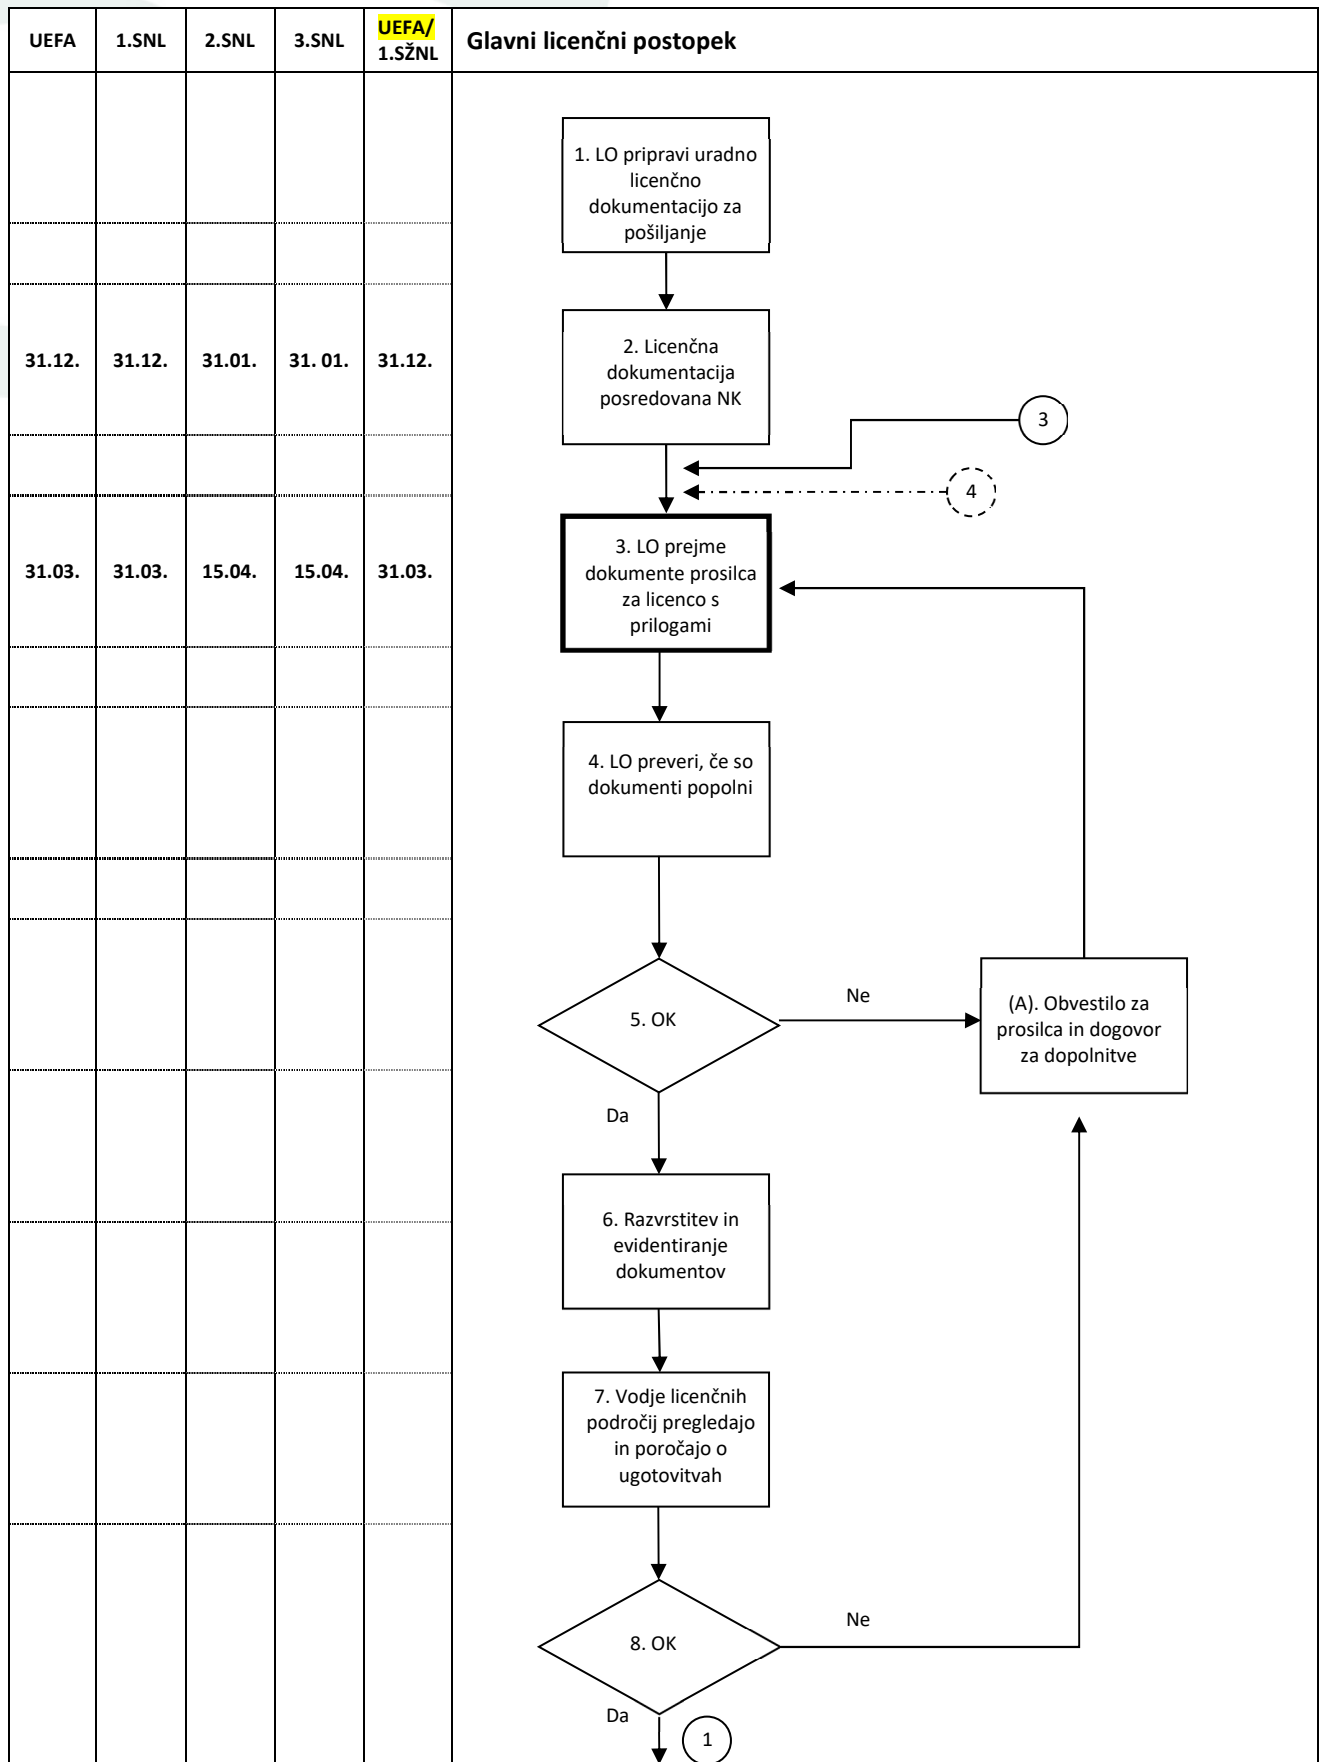 UEFA
1.SNL
2.SNL
3.SNL
UEFA/
1.SŽNL
Glavni licenčni postopek
1. LO pripravi uradno
licenčno
dokumentacijo za
pošiljanje
31.12.
31.12.
31.01.
31. 01.
31.12.
2. Licenčna
dokumentacija
posredovana NK
3
4
31.03.
31.03.
15.04.
15.04.
31.03.
3. LO prejme
dokumente prosilca
za licenco s
prilogami
4. LO preveri, če so
dokumenti popolni
5. OK
Ne
(A). Obvestilo za
prosilca in dogovor
za dopolnitve
Da
6. Razvrstitev in
evidentiranje
dokumentov
7. Vodje licenčnih
področij pregledajo
in poročajo o
ugotovitvah
8. OK
Ne
Da
1